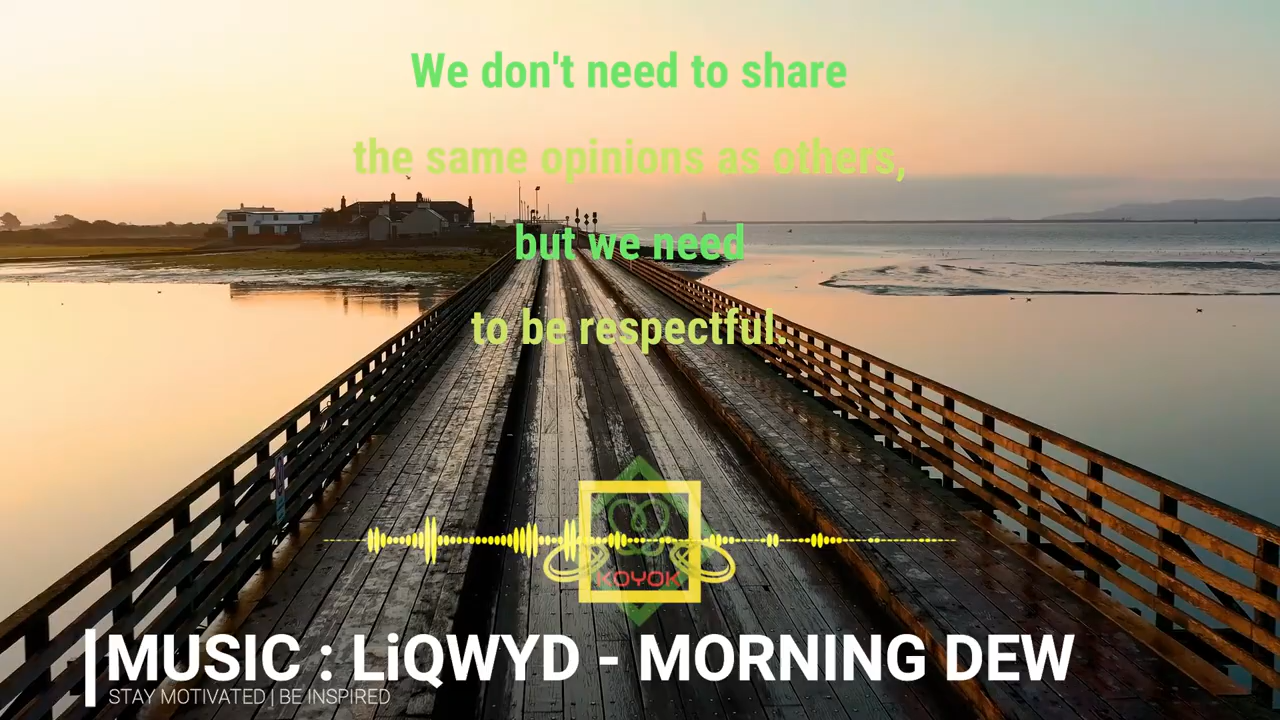 We don't need to share
the same opinions as others,
but we need
to be respectful.
KOYOK
MUSIC : LiQWYD - MORNING DEW
STAY MOTIVATED | BE INSPIRED